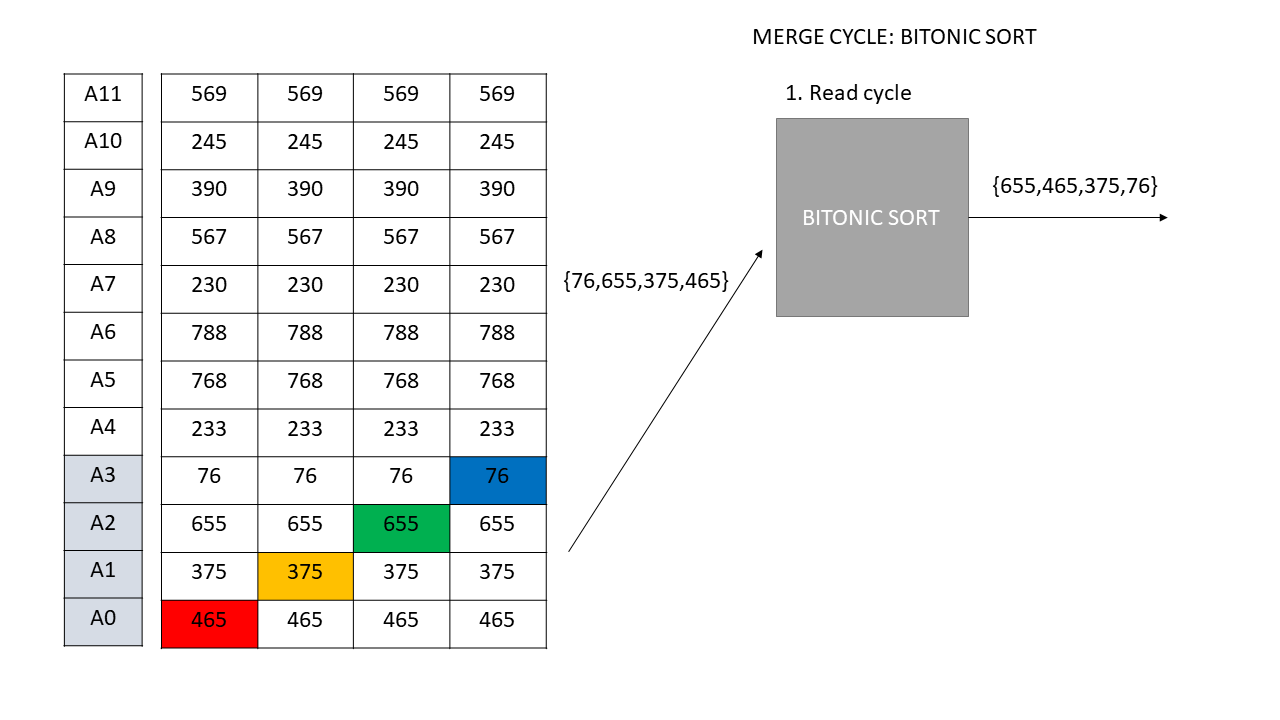 MERGE CYCLE: BITONIC SORT
1. Read cycle
A11 569 569 569 569
A10 245 245 245 245
A9 390 390 390 390
A8 567 567 567 567
A7 230 230 230 230
A6 788 788 788 788
A5 768 768 768 768
A4 233 233 233 233
A3 76 76 76 76
A2 655 655 655 655
A1 375 375 375 375
A0 465 465 465 465
{76,655,375,465}
BITONIC SORT
{655,465,375,76}